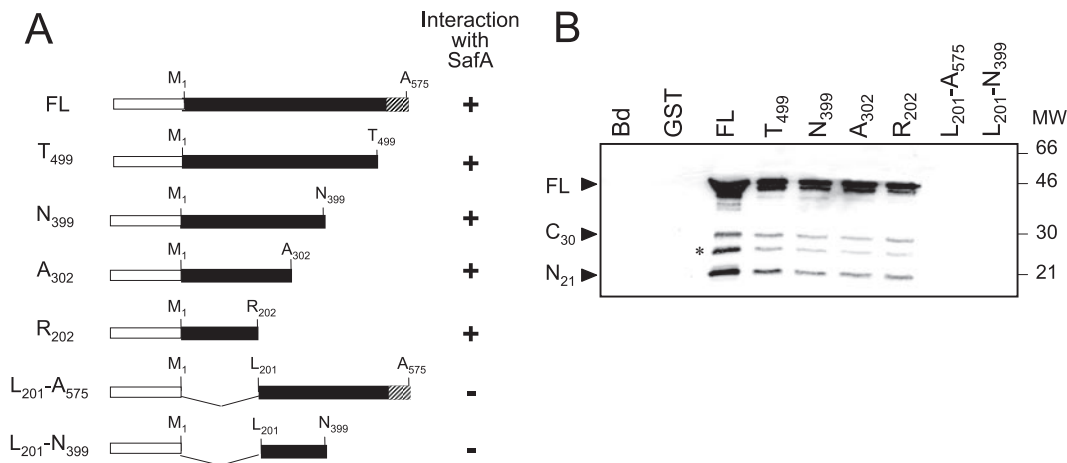 A
Interaction
with
SafA
FL M₁ A₅₇₅ +
T₄₉₉ M₁ T₄₉₉ +
N₃₉₉ M₁ N₃₉₉ +
A₃₀₂ M₁ A₃₀₂ +
R₂₀₂ M₁ R₂₀₂ +
L₂₀₁-A₅₇₅ M₁ L₂₀₁ A₅₇₅ -
L₂₀₁-N₃₉₉ M₁ L₂₀₁ N₃₉₉ -
B
Bd GST FL T₄₉₉ N₃₉₉ A₃₀₂ R₂₀₂ L₂₀₁-A₅₇₅ L₂₀₁-N₃₉₉ MW
66
FL 46
C₃₀ 30
*
N₂₁ 21